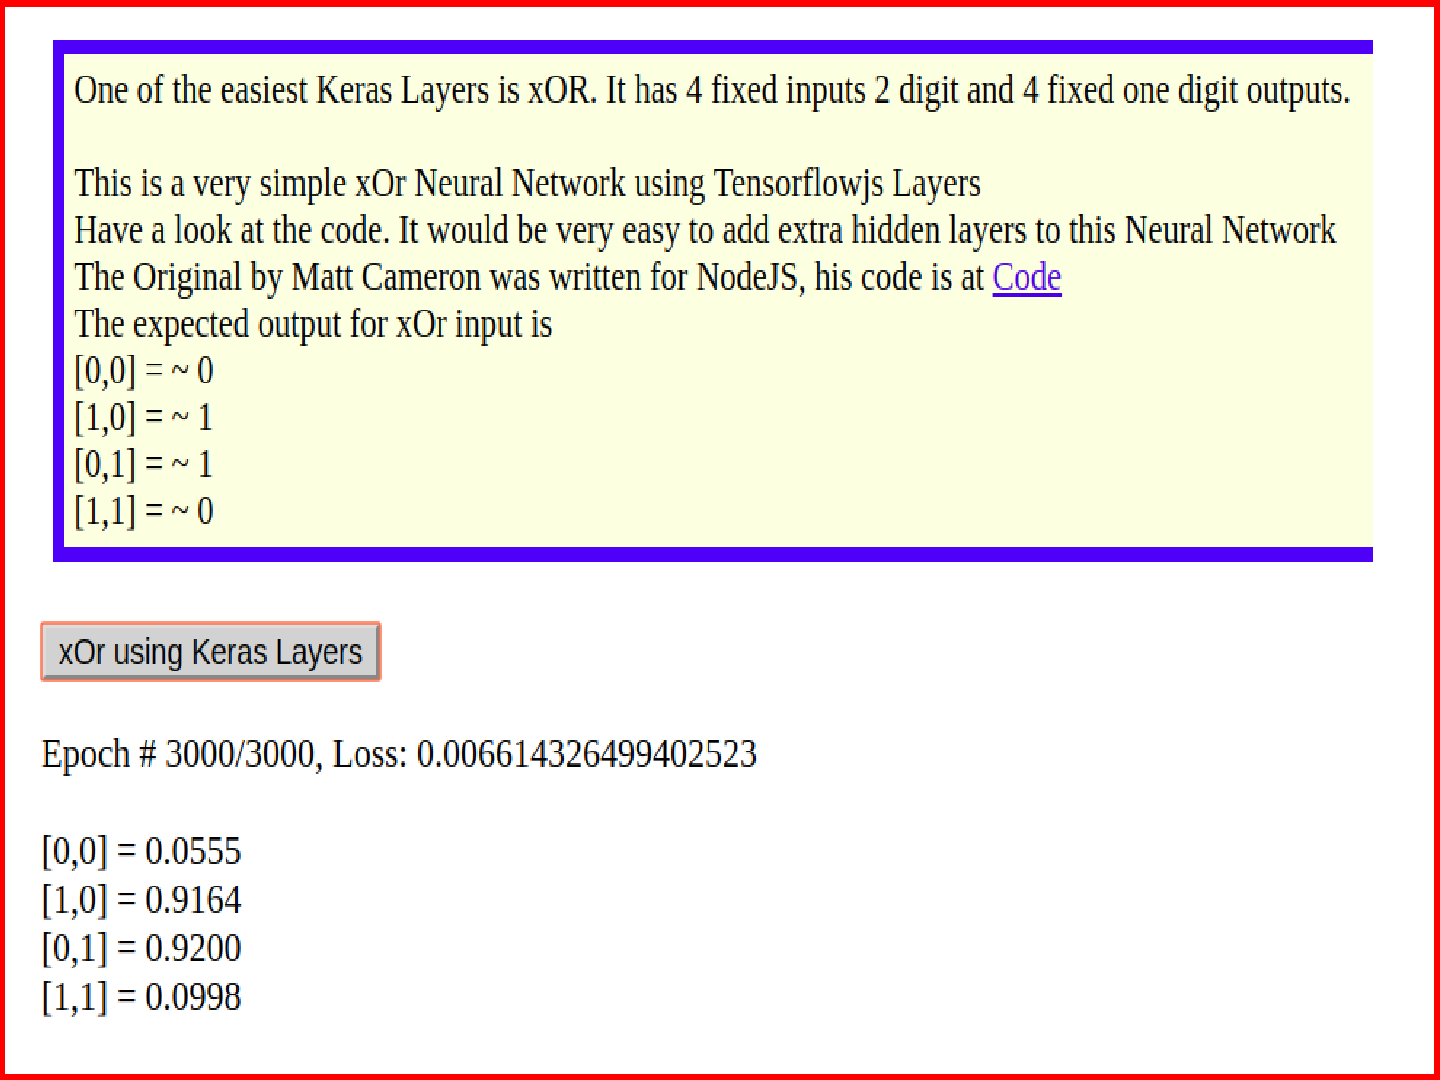 One of the easiest Keras Layers is xOR. It has 4 fixed inputs 2 digit and 4 fixed one digit outputs.
This is a very simple xOr Neural Network using Tensorflowjs Layers
Have a look at the code. It would be very easy to add extra hidden layers to this Neural Network
The Original by Matt Cameron was written for NodeJS, his code is at Code
The expected output for xOr input is
[0,0] = ~ 0
[1,0] = ~ 1
[0,1] = ~ 1
[1,1] = ~ 0
xOr using Keras Layers
Epoch # 3000/3000, Loss: 0.006614326499402523
[0,0] = 0.0555
[1,0] = 0.9164
[0,1] = 0.9200
[1,1] = 0.0998